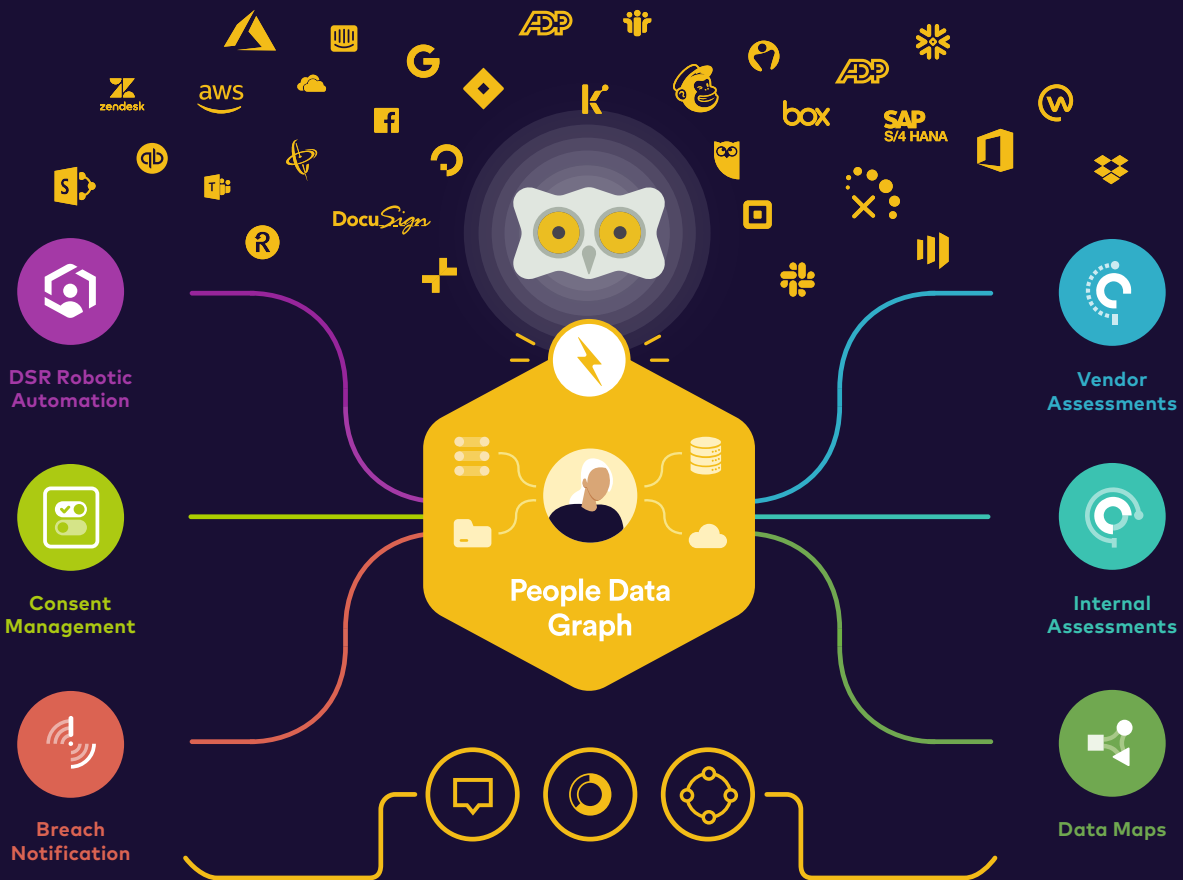 ADP
zendesk
aws
ADP
box
SAP
S/4 HANA
DocuSign
DSR Robotic
Automation
Vendor
Assessments
Consent
Management
People Data
Graph
Internal
Assessments
Breach
Notification
Data Maps